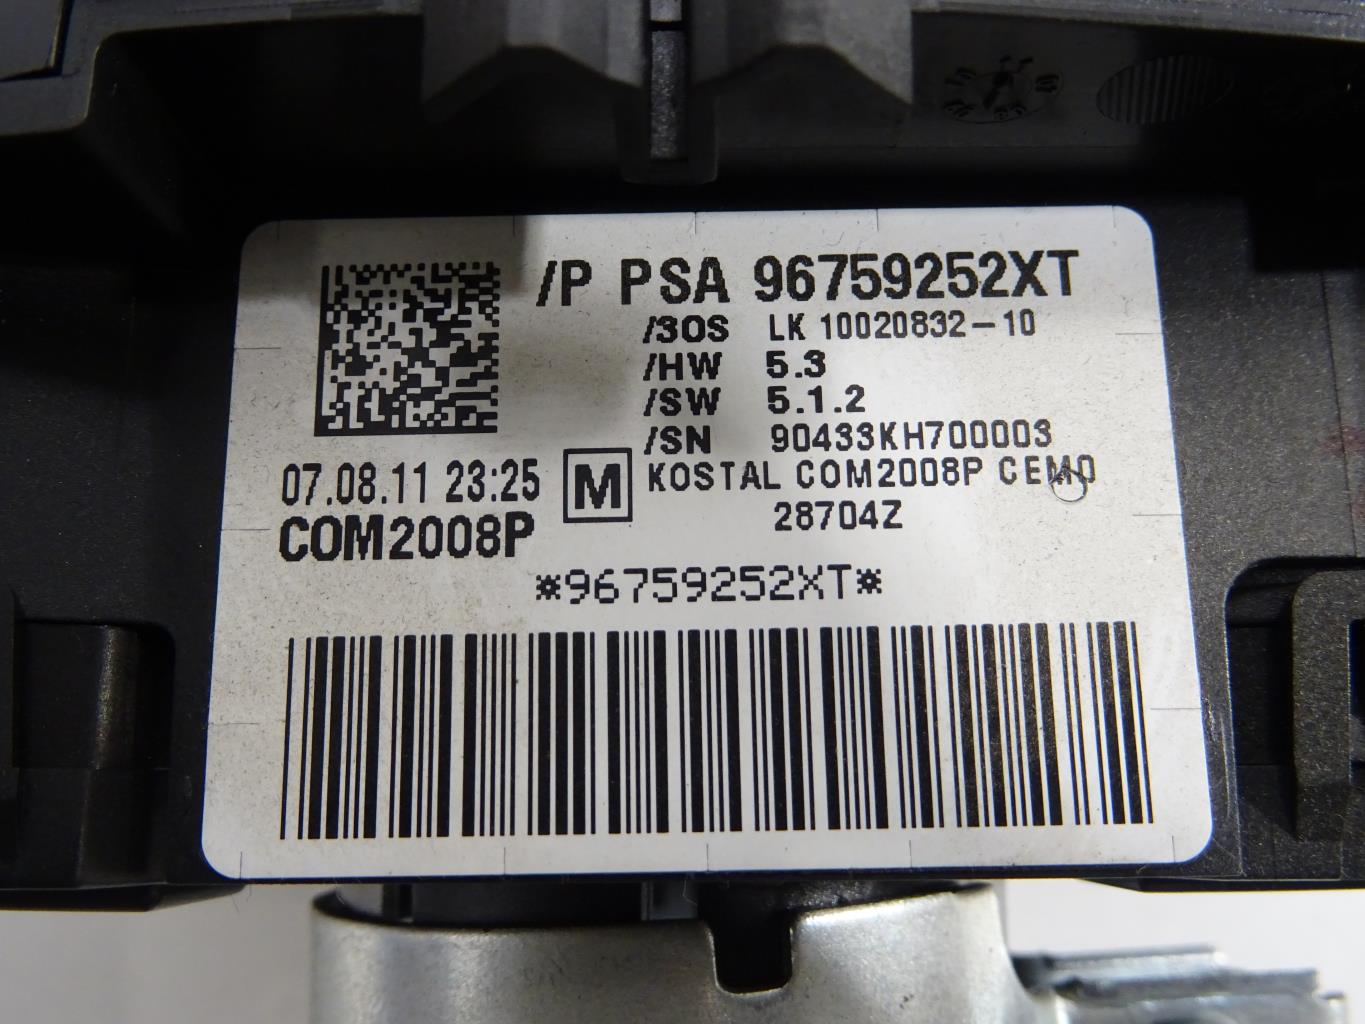 /P PSA 96759252XT
/3OS LK 10020832-10
/HW 5.3
/SW 5.1.2
/SN 90433KH700003
07.08.11 23:25 M KOSTAL COM2008P CEM0
28704Z
COM2008P
*96759252XT*